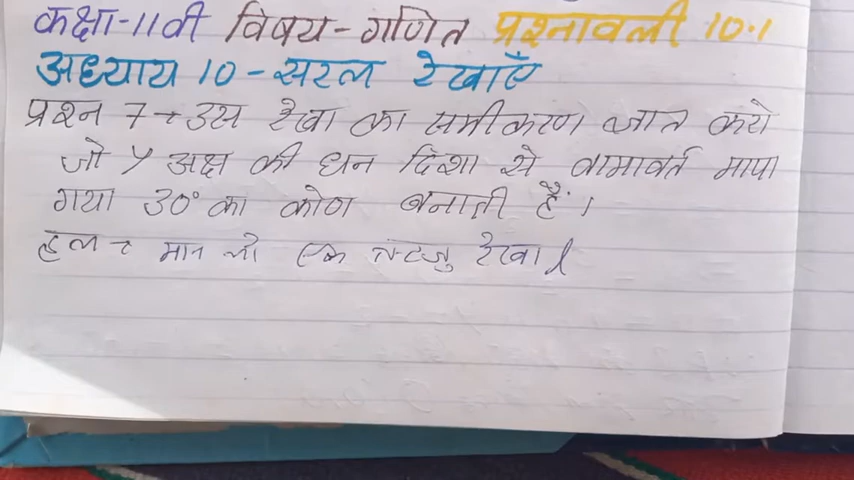 कक्षा-11वी विषय-गणित प्रश्नावली 10.1
अध्याय 10-सरल रेखाएँ
प्रश्न 7→ उस रेखा का समीकरण ज्ञात करो
जो y अक्ष की धन दिशा से वामावर्त मापा
गया 30° का कोण बनाती है।
हल→ मान लो एक ऋजु रेखा l